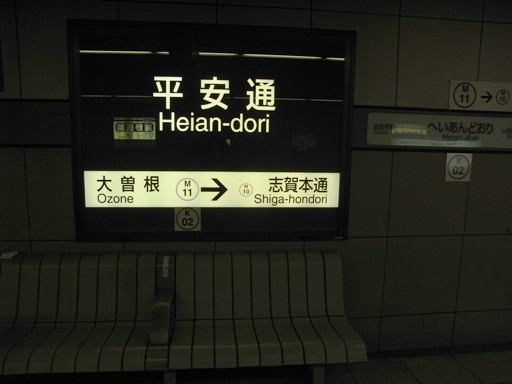 平安通
Heian-dori
大曽根 M 11 → M 10 志賀本通
Ozone Shiga-hondori
K 02
M 11 → M 10
へいあんどおり
Heian-dori
K 02